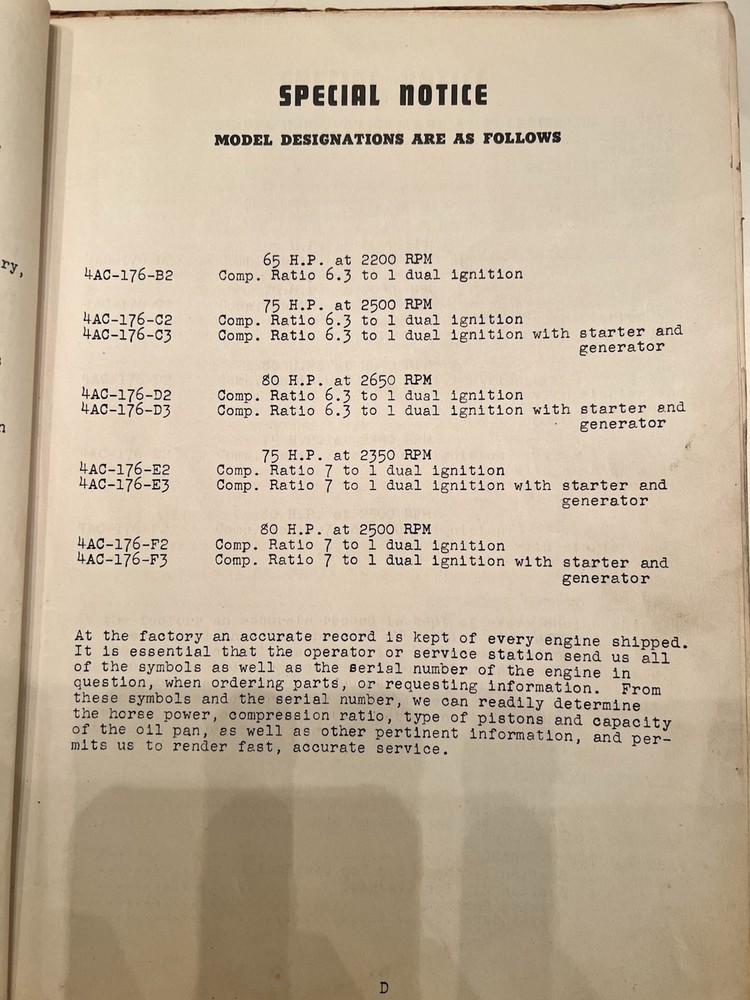 SPECIAL NOTICE
MODEL DESIGNATIONS ARE AS FOLLOWS
65 H.P. at 2200 RPM
4AC-176-B2 Comp. Ratio 6.3 to 1 dual ignition
75 H.P. at 2500 RPM
4AC-176-C2 Comp. Ratio 6.3 to 1 dual ignition
4AC-176-C3 Comp. Ratio 6.3 to 1 dual ignition with starter and
generator
80 H.P. at 2650 RPM
4AC-176-D2 Comp. Ratio 6.3 to 1 dual ignition
4AC-176-D3 Comp. Ratio 6.3 to 1 dual ignition with starter and
generator
75 H.P. at 2350 RPM
4AC-176-E2 Comp. Ratio 7 to 1 dual ignition
4AC-176-E3 Comp. Ratio 7 to 1 dual ignition with starter and
generator
80 H.P. at 2500 RPM
4AC-176-F2 Comp. Ratio 7 to 1 dual ignition
4AC-176-F3 Comp. Ratio 7 to 1 dual ignition with starter and
generator
At the factory an accurate record is kept of every engine shipped.
It is essential that the operator or service station send us all
of the symbols as well as the serial number of the engine in
question, when ordering parts, or requesting information. From
these symbols and the serial number, we can readily determine
the horse power, compression ratio, type of pistons and capacity
of the oil pan, as well as other pertinent information, and per-
mits us to render fast, accurate service.
D